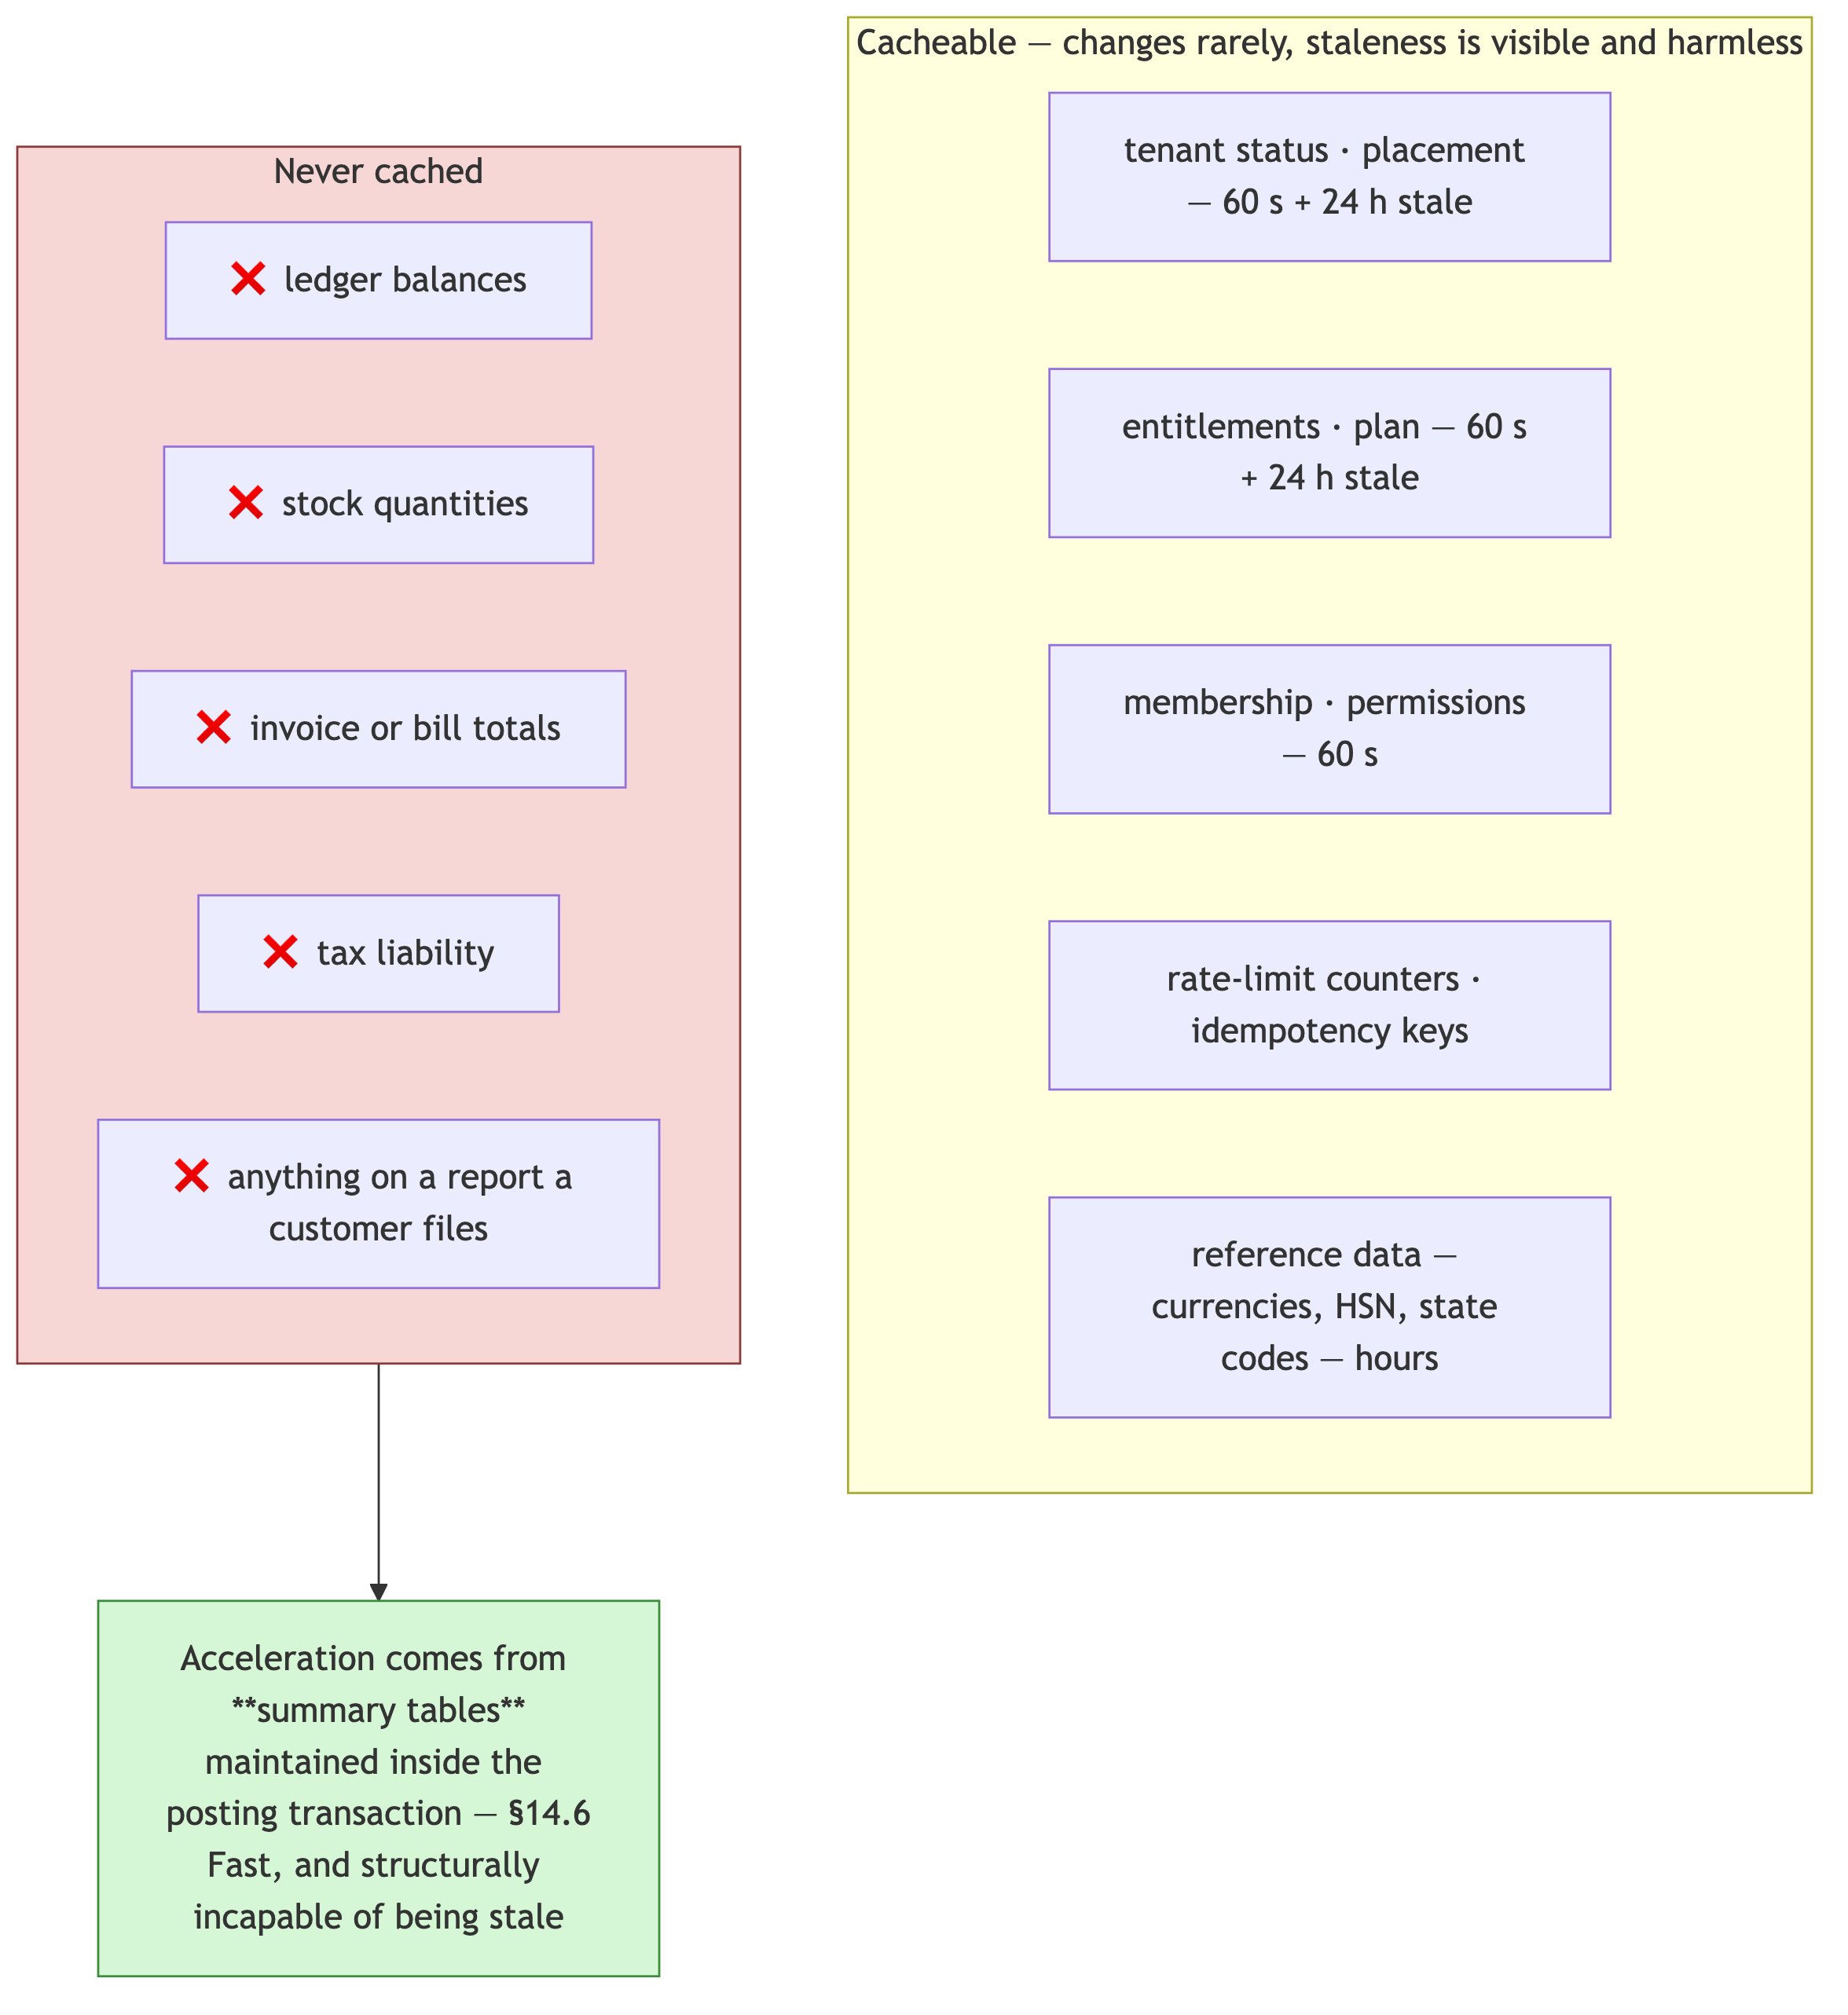 Never cached
❌ ledger balances
❌ stock quantities
❌ invoice or bill totals
❌ tax liability
❌ anything on a report a
customer files
Acceleration comes from
**summary tables**
maintained inside the
posting transaction — §14.6
Fast, and structurally
incapable of being stale
Cacheable — changes rarely, staleness is visible and harmless
tenant status · placement
— 60 s + 24 h stale
entitlements · plan — 60 s
+ 24 h stale
membership · permissions
— 60 s
rate-limit counters ·
idempotency keys
reference data —
currencies, HSN, state
codes — hours